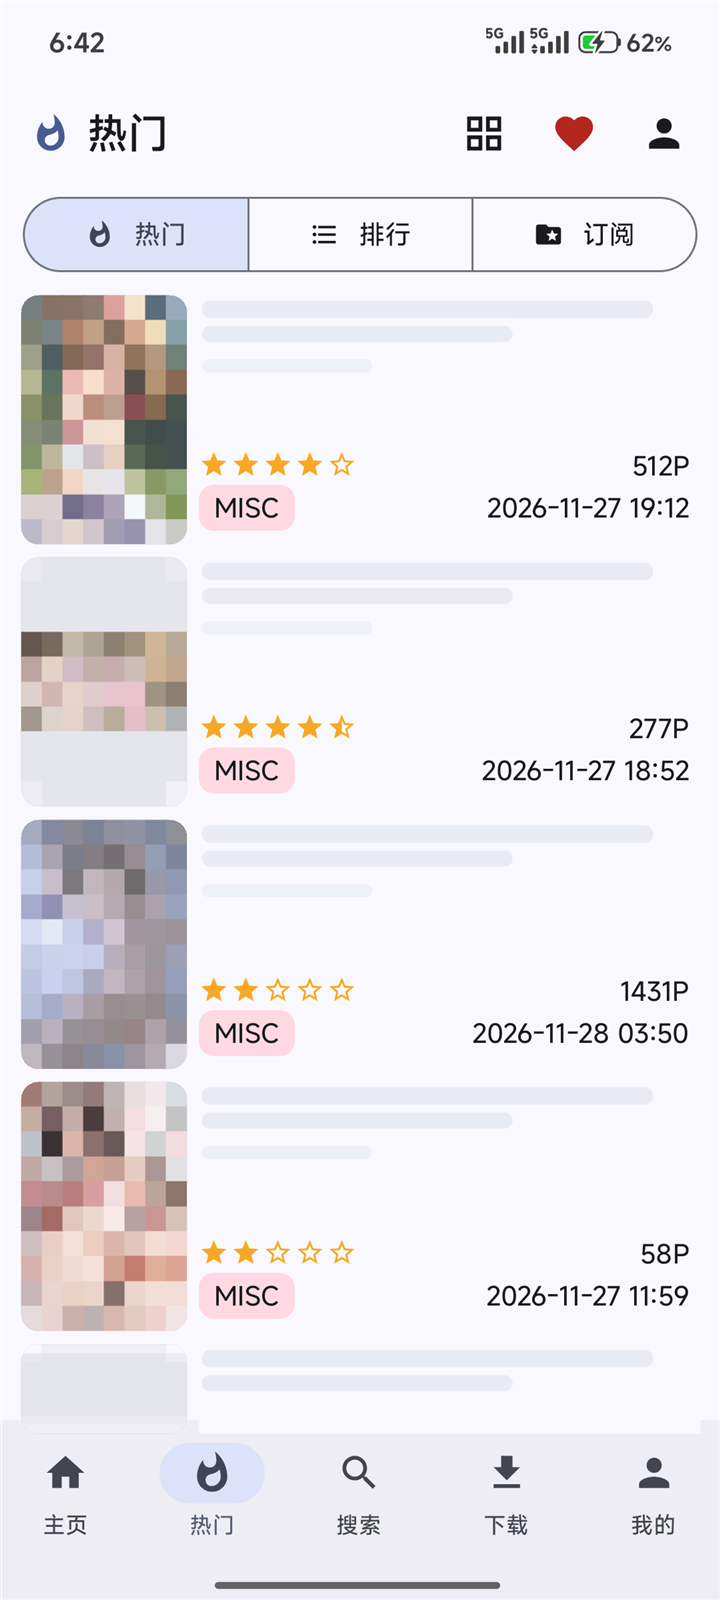 6:42 5G 5G 62%
热门
热门 排行 订阅
512P
MISC 2026-11-27 19:12
277P
MISC 2026-11-27 18:52
1431P
MISC 2026-11-28 03:50
58P
MISC 2026-11-27 11:59
主页 热门 搜索 下载 我的